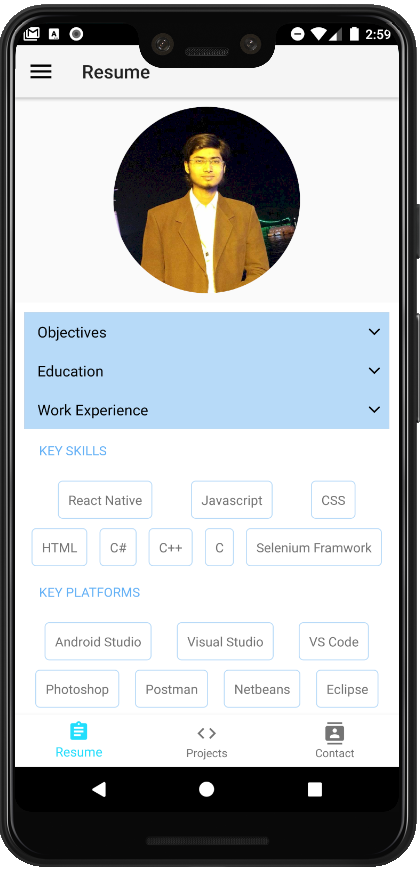 2:59
Resume
Objectives
Education
Work Experience
KEY SKILLS
React Native Javascript CSS
HTML C# C++ C Selenium Framwork
KEY PLATFORMS
Android Studio Visual Studio VS Code
Photoshop Postman Netbeans Eclipse
Resume Projects Contact